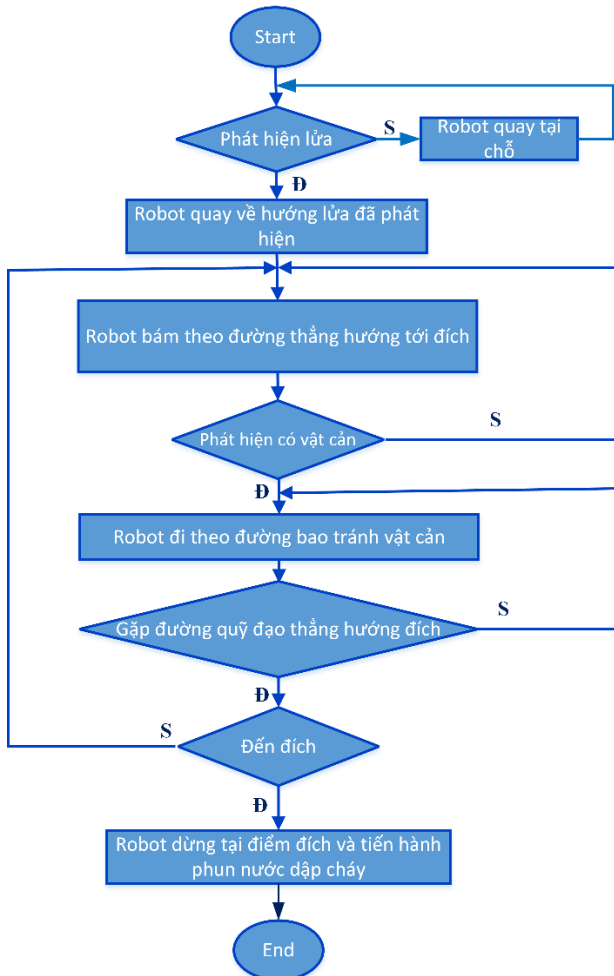 Start
Phát hiện lửa
S
Robot quay tại
chỗ
Đ
Robot quay về hướng lửa đã phát
hiện
Robot bám theo đường thẳng hướng tới đích
Phát hiện có vật cản
S
Đ
Robot đi theo đường bao tránh vật cản
Gặp đường quỹ đạo thẳng hướng đích
S
Đ
S
Đến đích
Đ
Robot dừng tại điểm đích và tiến hành
phun nước dập cháy
End